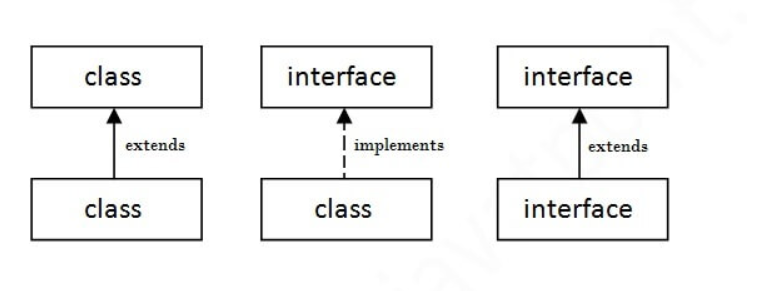 class
interface
interface
extends
implements
extends
class
class
interface